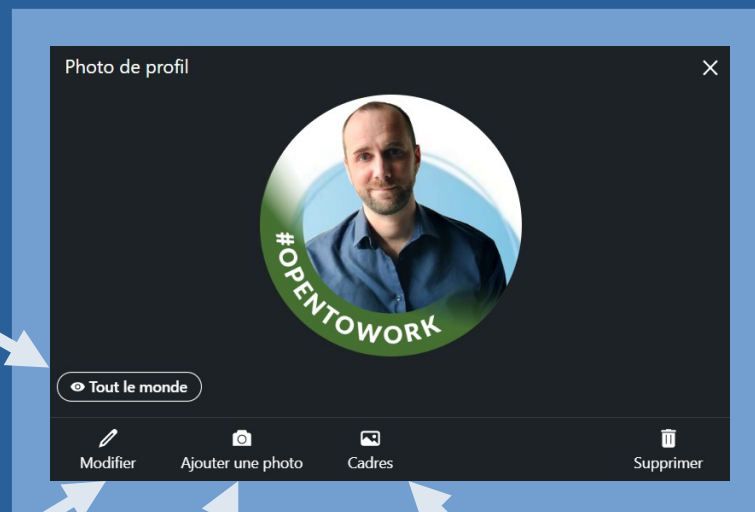 Photo de profil
#OPENTOWORK
Tout le monde
Modifier
Ajouter une photo
Cadres
Supprimer